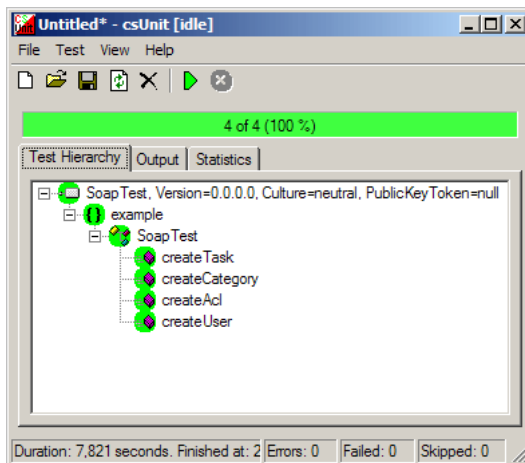 Untitled* - csUnit [idle]
File Test View Help
4 of 4 (100 %)
Test Hierarchy Output Statistics
SoapTest, Version=0.0.0.0, Culture=neutral, PublicKeyToken=null
example
SoapTest
createTask
createCategory
createAcl
createUser
Duration: 7,821 seconds. Finished at: 2 Errors: 0 Failed: 0 Skipped: 0